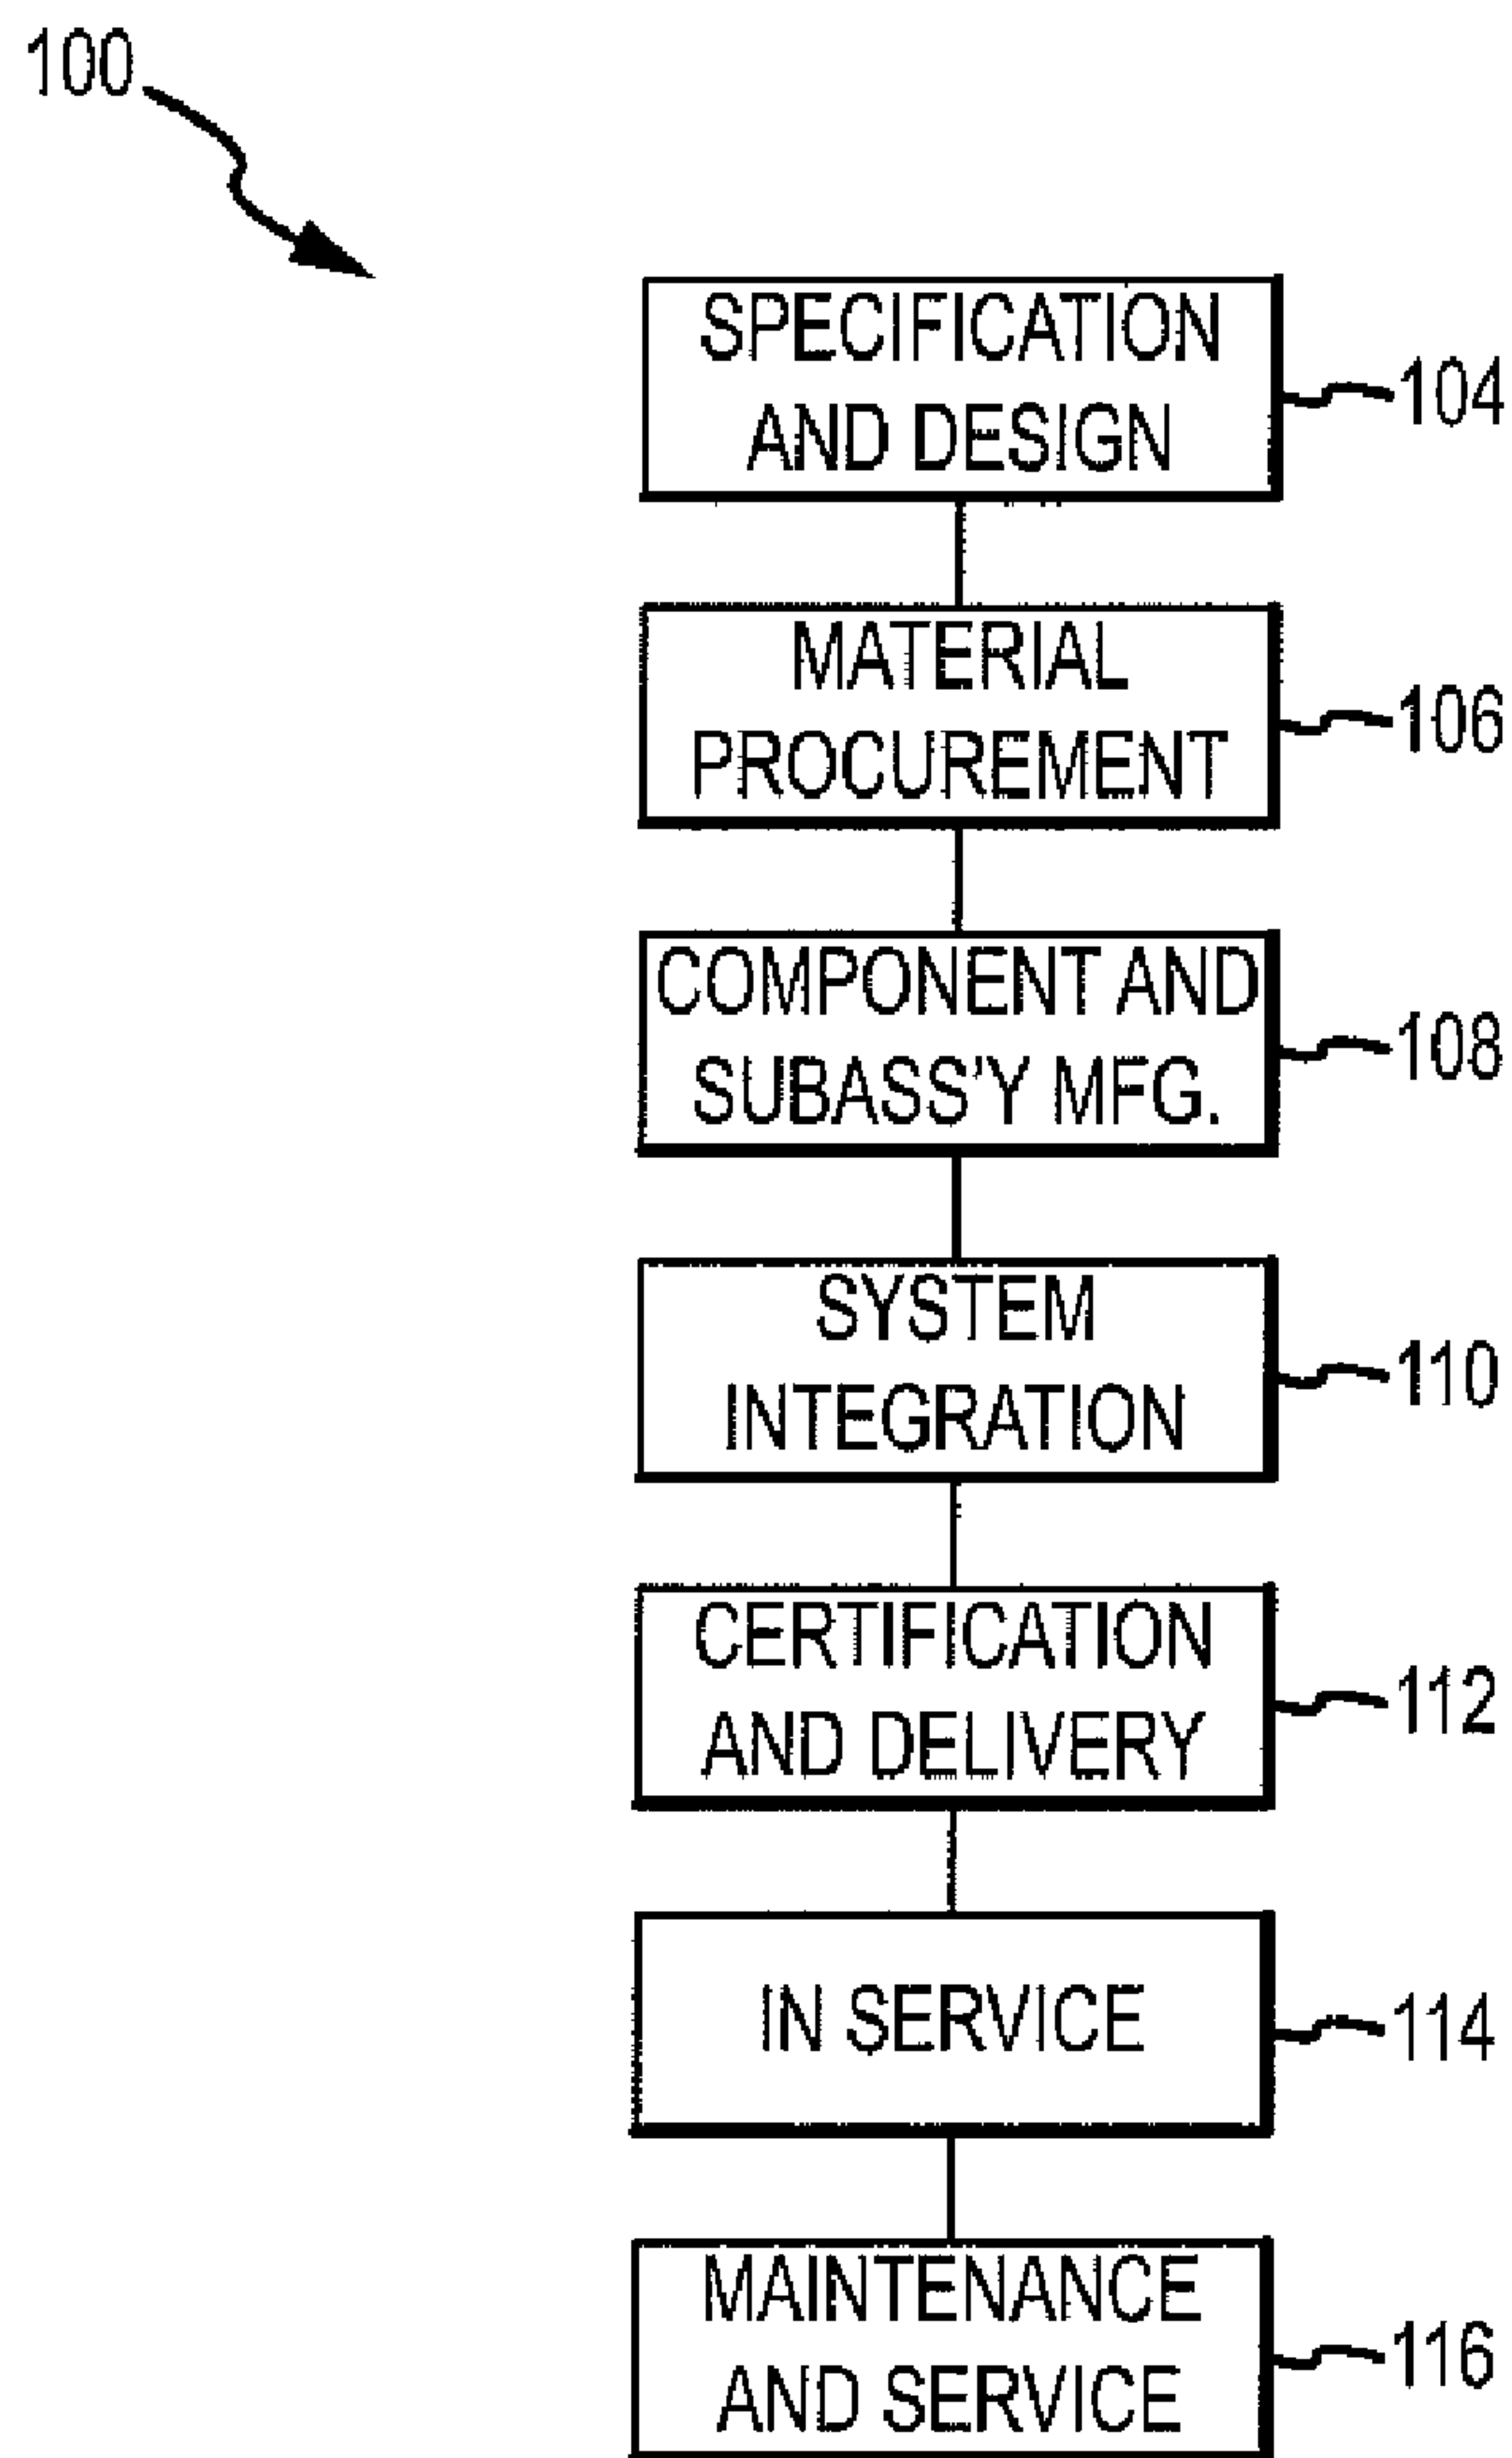 100
SPECIFICATION
AND DESIGN
104
MATERIAL
PROCUREMENT
106
COMPONENT AND
SUBASS'Y MFG.
108
SYSTEM
INTEGRATION
110
CERTIFICATION
AND DELIVERY
112
IN SERVICE
114
MAINTENANCE
AND SERVICE
116